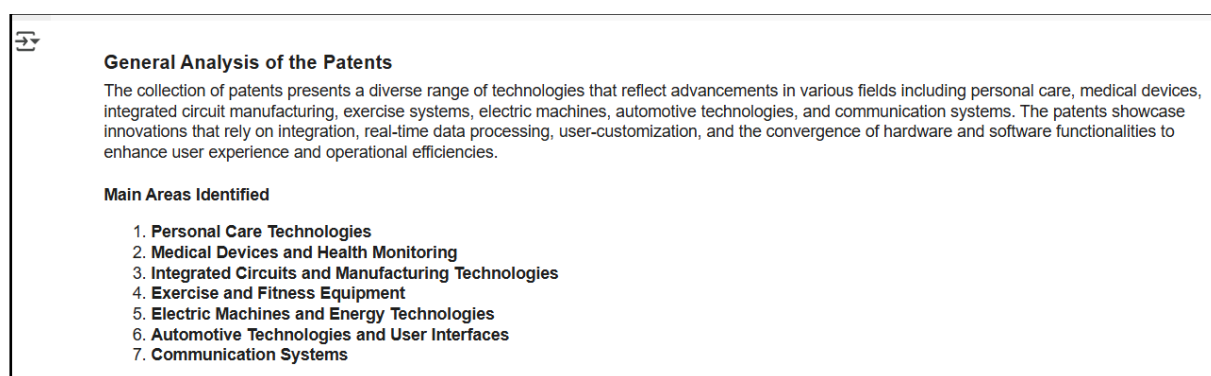 General Analysis of the Patents
The collection of patents presents a diverse range of technologies that reflect advancements in various fields including personal care, medical devices,
integrated circuit manufacturing, exercise systems, electric machines, automotive technologies, and communication systems. The patents showcase
innovations that rely on integration, real-time data processing, user-customization, and the convergence of hardware and software functionalities to
enhance user experience and operational efficiencies.
Main Areas Identified
1. Personal Care Technologies
2. Medical Devices and Health Monitoring
3. Integrated Circuits and Manufacturing Technologies
4. Exercise and Fitness Equipment
5. Electric Machines and Energy Technologies
6. Automotive Technologies and User Interfaces
7. Communication Systems